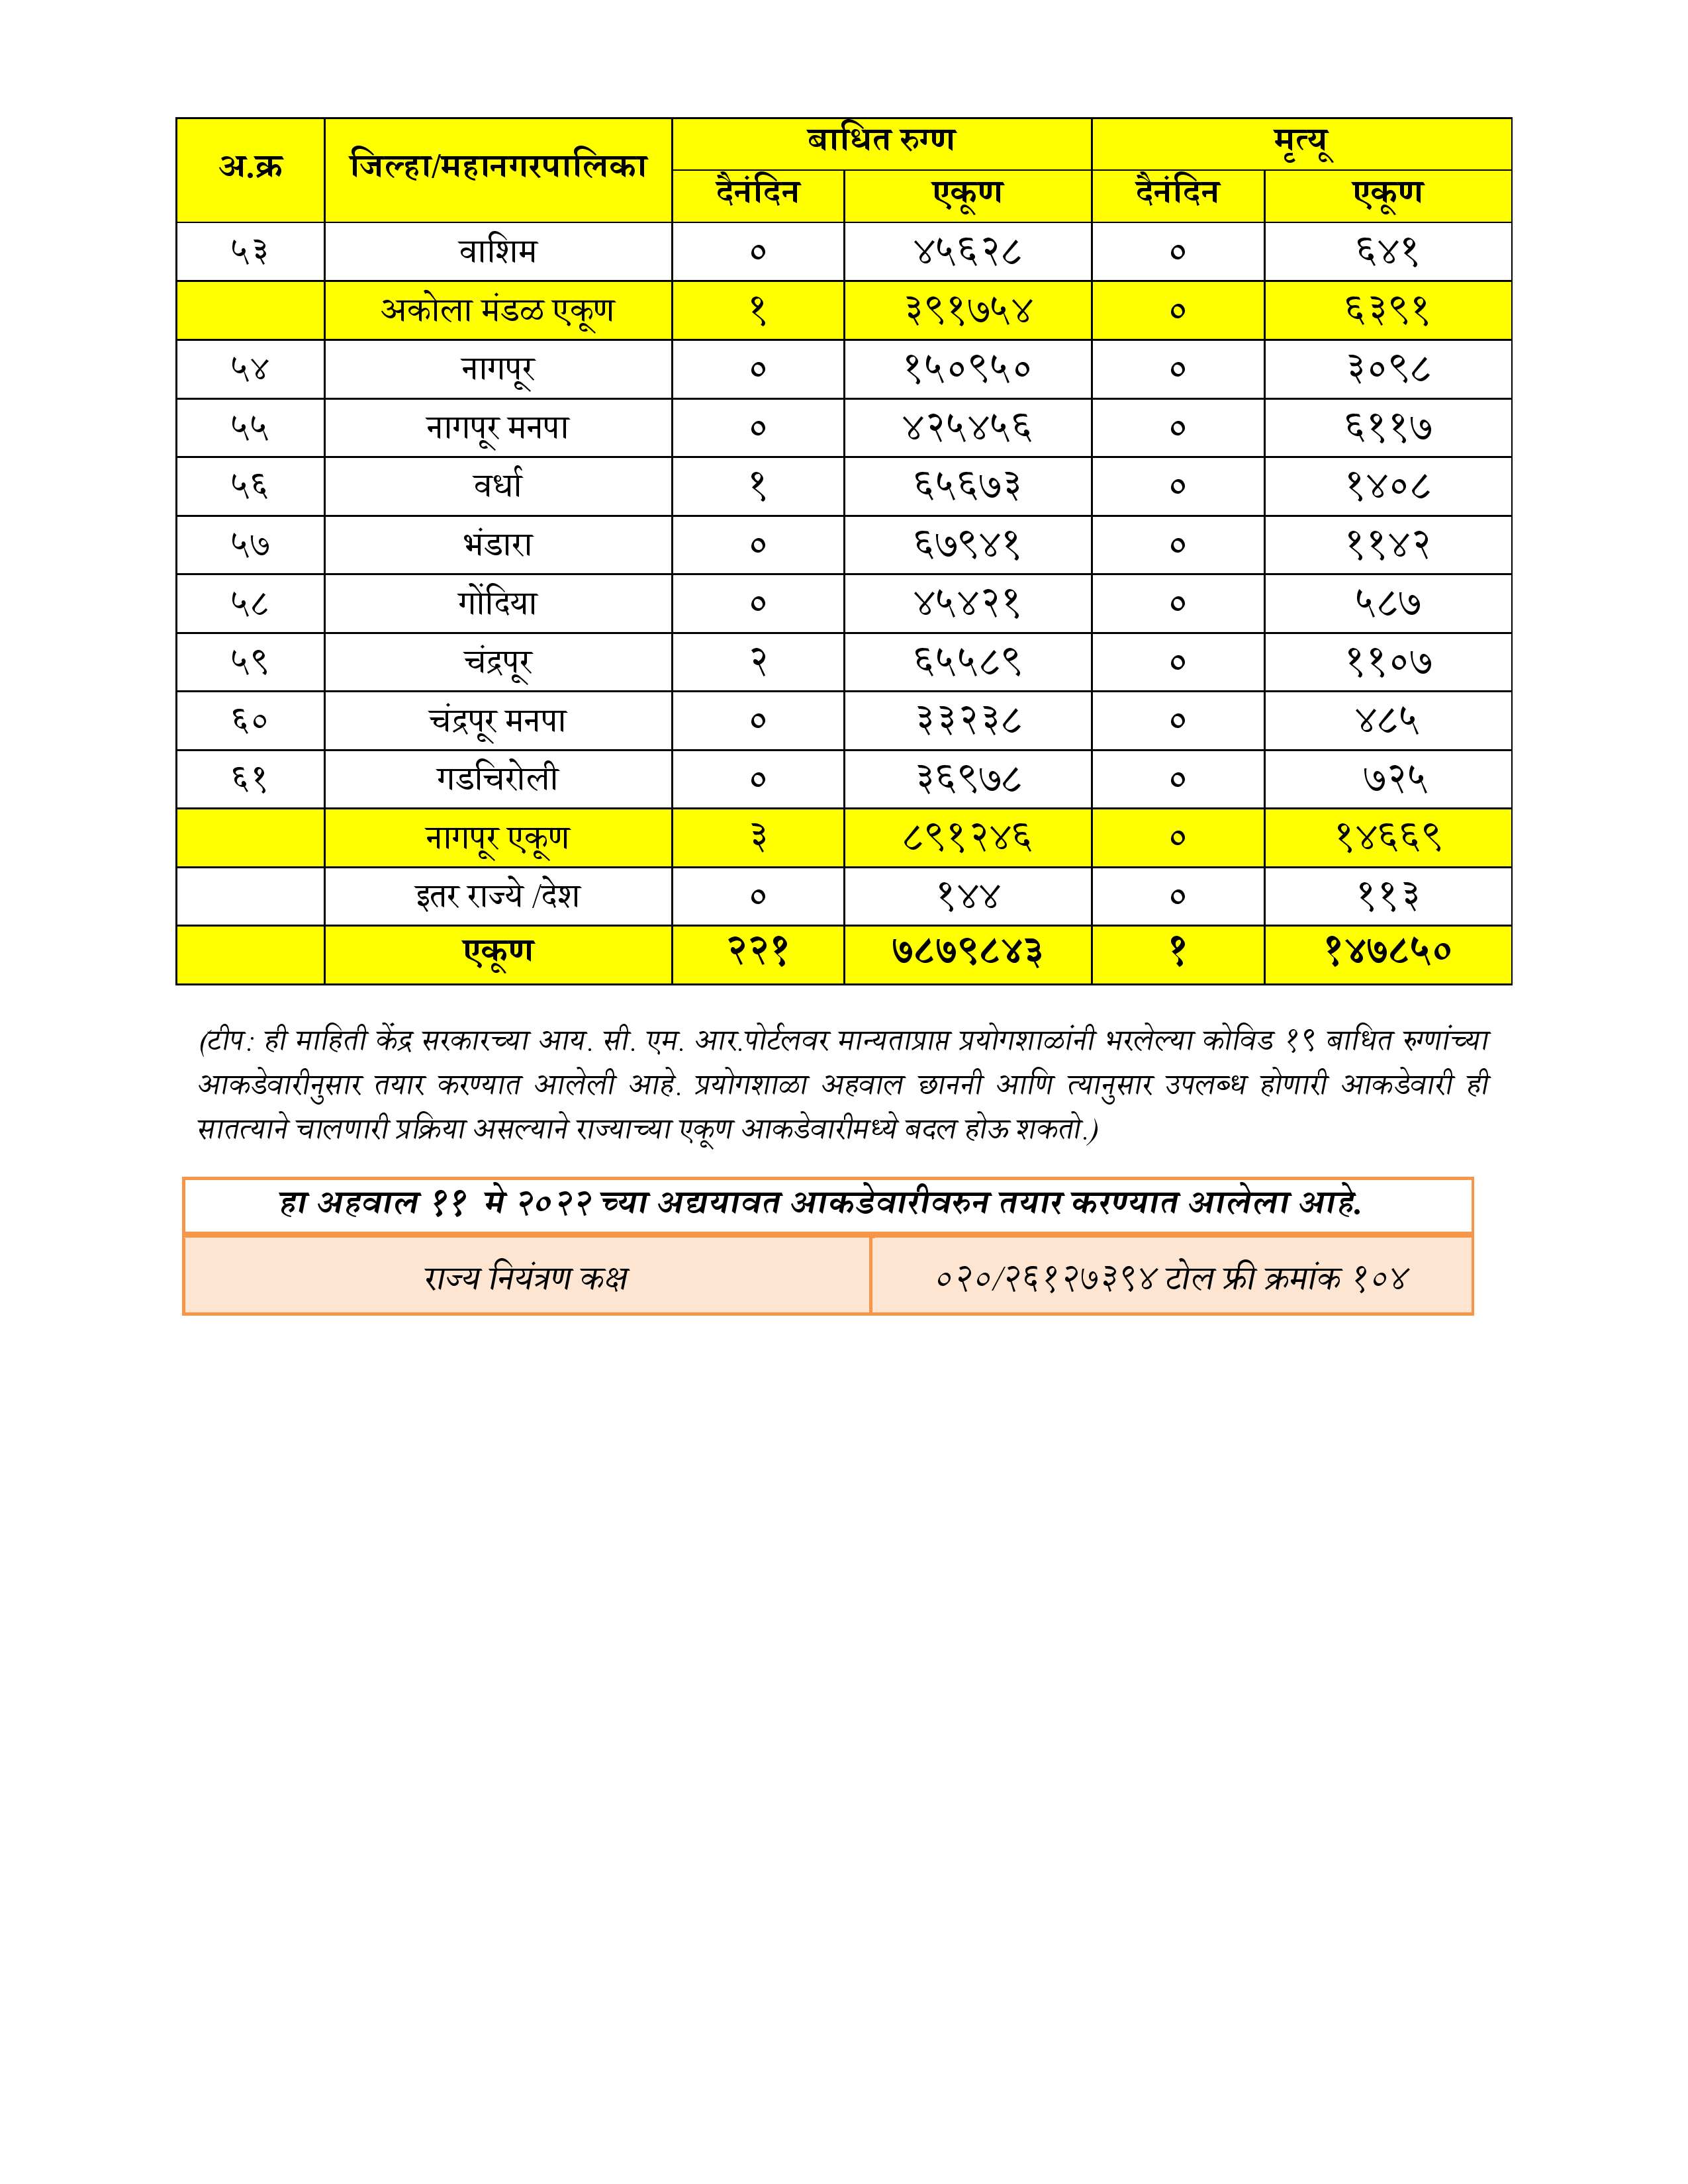 अ.क्र जिल्हा/महानगरपालिका बाधित रुग्ण मृत्यू
दैनंदिन एकूण दैनंदिन एकूण
५३ वाशिम ० ४५६२८ ० ६४१
अकोला मंडळ एकूण १ ३९१७५४ ० ६३९१
५४ नागपूर ० १५०९५० ० ३०९८
५५ नागपूर मनपा ० ४२५४५६ ० ६११७
५६ वर्धा १ ६५६७३ ० १४०८
५७ भंडारा ० ६७९४१ ० ११४२
५८ गोंदिया ० ४५४२१ ० ५८७
५९ चंद्रपूर २ ६५५८९ ० ११०७
६० चंद्रपूर मनपा ० ३३२३८ ० ४८५
६१ गडचिरोली ० ३६९७८ ० ७२५
नागपूर एकूण ३ ८९१२४६ ० १४६६९
इतर राज्ये /देश ० १४४ ० ११३
एकूण २२१ ७८७९८४३ १ १४७८५०
(टीप: ही माहिती केंद्र सरकारच्या आय. सी. एम. आर.पोर्टलवर मान्यताप्राप्त प्रयोगशाळांनी भरलेल्या कोविड १९ बाधित रुग्णांच्या
आकडेवारीनुसार तयार करण्यात आलेली आहे. प्रयोगशाळा अहवाल छाननी आणि त्यानुसार उपलब्ध होणारी आकडेवारी ही
सातत्याने चालणारी प्रक्रिया असल्याने राज्याच्या एकूण आकडेवारीमध्ये बदल होऊ शकतो.)
हा अहवाल ११ मे २०२२ च्या अद्ययावत आकडेवारीवरुन तयार करण्यात आलेला आहे.
राज्य नियंत्रण कक्ष ०२०/२६१२७३९४ टोल फ्री क्रमांक १०४